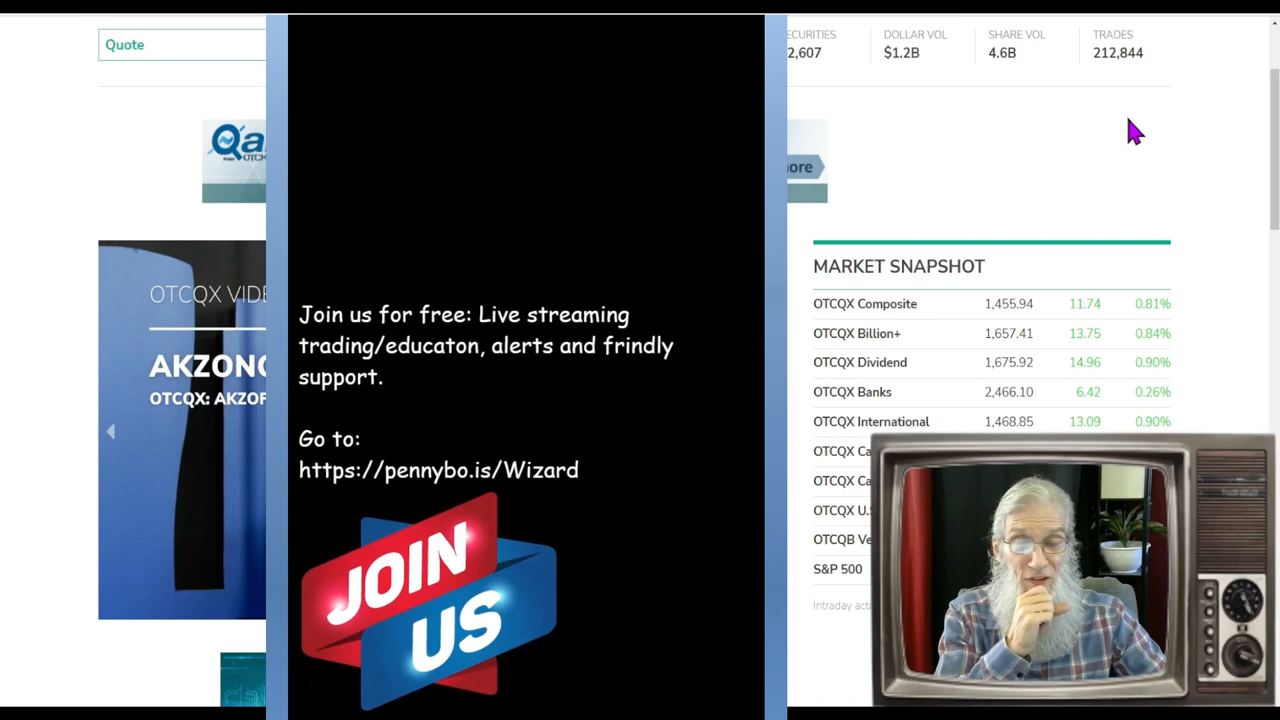 Quote
ECURITIES
2,607
DOLLAR VOL
$1.2B
SHARE VOL
4.6B
TRADES
212,844
Qa
OTCM
ore
OTCQX VIDE
AKZONO
OTCQX: AKZOF
Join us for free: Live streaming
trading/educaton, alerts and frindly
support.
Go to:
https://pennybo.is/Wizard
JOIN
US
MARKET SNAPSHOT
OTCQX Composite 1,455.94 11.74 0.81%
OTCQX Billion+ 1,657.41 13.75 0.84%
OTCQX Dividend 1,675.92 14.96 0.90%
OTCQX Banks 2,466.10 6.42 0.26%
OTCQX International 1,468.85 13.09 0.90%
OTCQX Ca
OTCQX Ca
OTCQX U.S
OTCQB Ve
S&P 500
Intraday acti